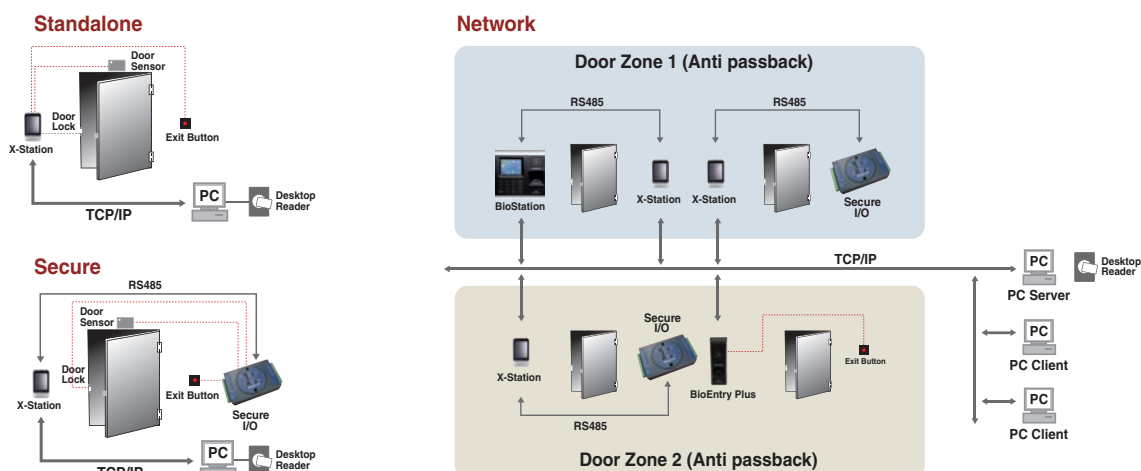 Standalone
Door
Sensor
Door
Lock
X-Station
Exit Button
PC
Desktop
Reader
TCP/IP
Secure
RS485
Door
Sensor
Door
Lock
X-Station
Exit Button
Secure
I/O
PC
Desktop
Reader
TCP/IP
Network
Door Zone 1 (Anti passback)
RS485
RS485
BioStation
X-Station
X-Station
Secure
I/O
TCP/IP
PC
Desktop
Reader
PC Server
PC
PC Client
PC
PC Client
Secure
I/O
X-Station
BioEntry Plus
Exit Button
RS485
Door Zone 2 (Anti passback)